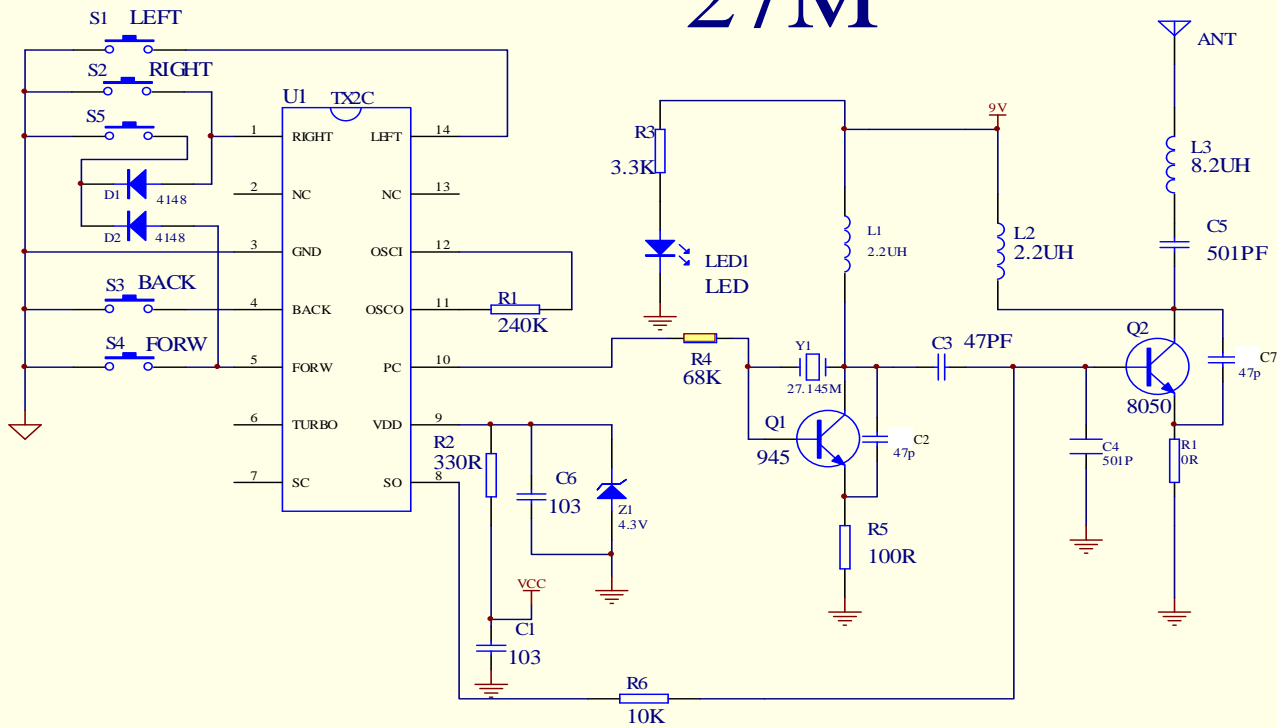 27M
S1 LEFT
S2 RIGHT
S5
D1 4148
D2 4148
S3 BACK
S4 FORW
U1 TX2C
1 RIGHT LEFT 14
2 NC NC 13
3 GND OSCI 12
4 BACK OSCO 11
5 FORW PC 10
6 TURBO VDD 9
7 SC SO 8
R1
240K
R2
330R
C6
103
Z1
4.3V
VCC
C1
103
R6
10K
R3
3.3K
LED1
LED
R4
68K
L1
2.2UH
Y1
27.145M
Q1
945
C2
47p
R5
100R
C3 47PF
9V
L2
2.2UH
ANT
L3
8.2UH
C5
501PF
Q2
8050
C7
47p
C4
501P
R1
0R